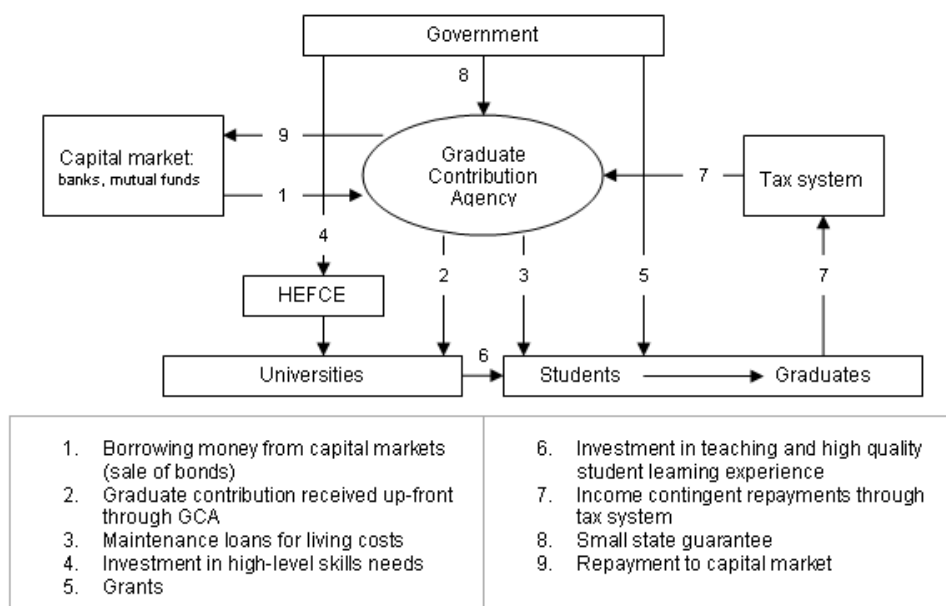 Government
8
9
Capital market:
banks, mutual funds
1
Graduate
Contribution
Agency
7
Tax system
4
2
3
5
7
HEFCE
6
Universities
Students
Graduates
1. Borrowing money from capital markets
(sale of bonds)
2. Graduate contribution received up-front
through GCA
3. Maintenance loans for living costs
4. Investment in high-level skills needs
5. Grants
6. Investment in teaching and high quality
student learning experience
7. Income contingent repayments through
tax system
8. Small state guarantee
9. Repayment to capital market